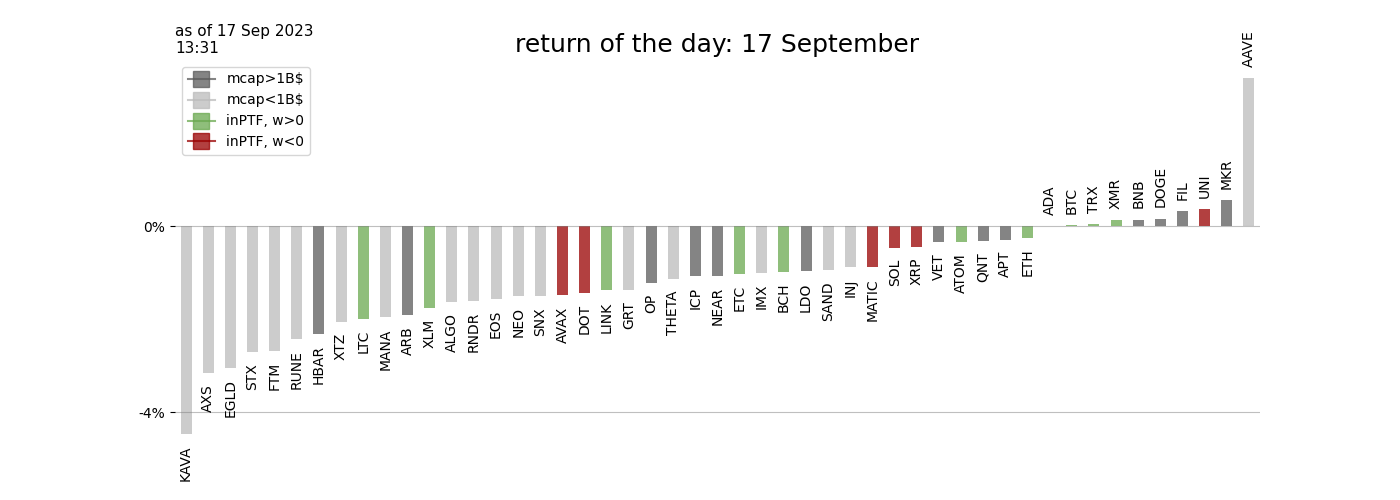 as of 17 Sep 2023
13:31
return of the day: 17 September
mcap>1B$
mcap<1B$
inPTF, w>0
inPTF, w<0
0%
-4%
KAVA
AXS
EGLD
STX
FTM
RUNE
HBAR
XTZ
LTC
MANA
ARB
XLM
ALGO
RNDR
EOS
NEO
SNX
AVAX
DOT
LINK
GRT
OP
THETA
ICP
NEAR
ETC
IMX
BCH
LDO
SAND
INJ
MATIC
SOL
XRP
VET
ATOM
QNT
APT
ETH
ADA
BTC
TRX
XMR
BNB
DOGE
FIL
UNI
MKR
AAVE